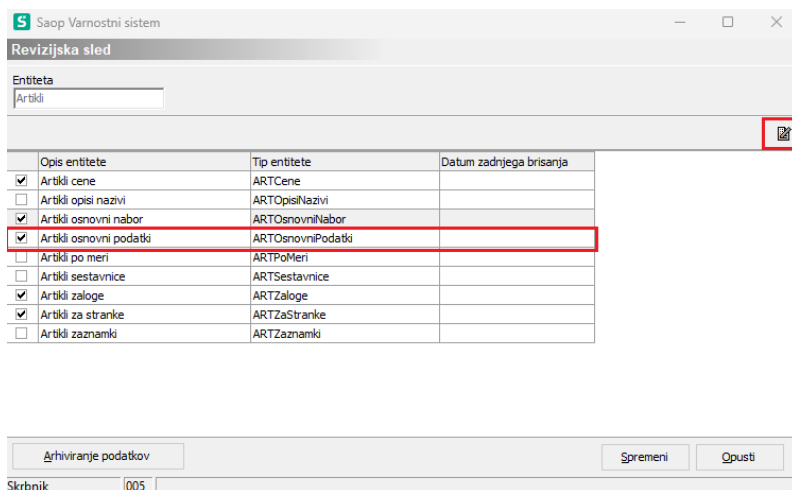 S Saop Varnostni sistem
Revizijska sled
Entiteta
Artikli
Opis entitete Tip entitete Datum zadnjega brisanja
Artikli cene ARTCene
Artikli opisi nazivi ARTOpisiNazivi
Artikli osnovni nabor ARTOsnovniNabor
Artikli osnovni podatki ARTOsnovniPodatki
Artikli po meri ARTPoMeri
Artikli sestavnice ARTSestavnice
Artikli zaloge ARTZaloge
Artikli za stranke ARTZaStranke
Artikli zaznamki ARTZaznamki
Arhiviranje podatkov Spremeni Opusti
Skrbnik 005